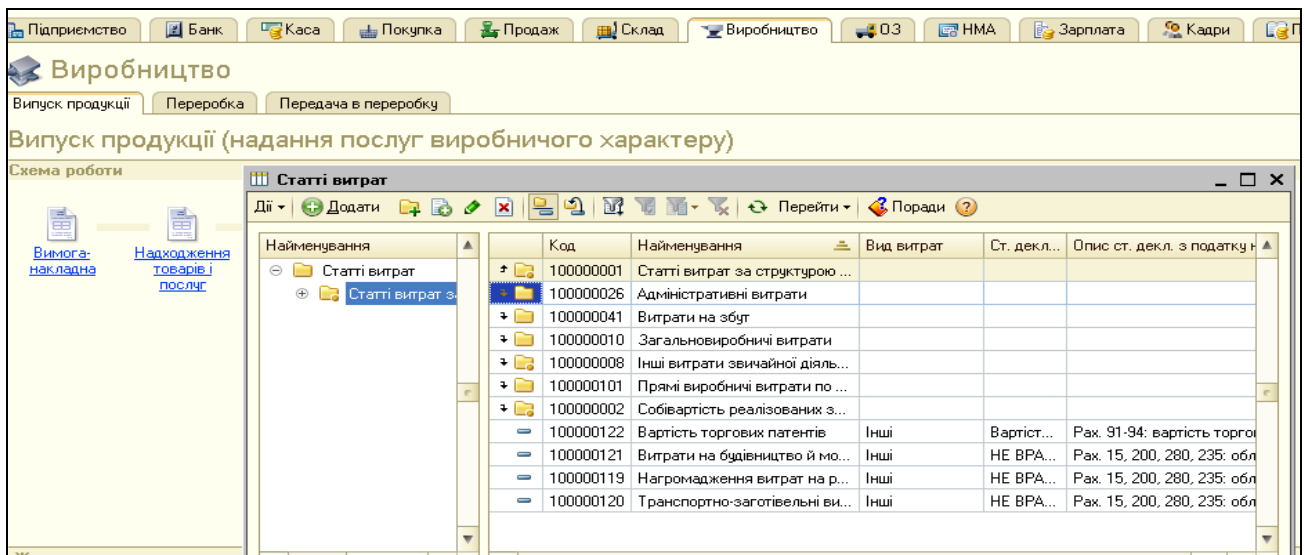 Підприємство Банк Каса Покупка Продаж Склад Виробництво ОЗ НМА Зарплата Кадри
Виробництво
Випуск продукції Переробка Передача в переробку
Випуск продукції (надання послуг виробничого характеру)
Схема роботи
Вимога-
накладна
Надходження
товарів і
послуг
Статті витрат
Дії Додати Перейти Поради
Найменування
Статті витрат
Статті витрат з
Код Найменування Вид витрат Ст. декл... Опис ст. декл. з податку н
100000001 Статті витрат за структурою ...
100000026 Адміністративні витрати
100000041 Витрати на збут
100000010 Загальновиробничі витрати
100000008 Інші витрати звичайної діяль...
100000101 Прямі виробничі витрати по ...
100000002 Собівартість реалізованих з...
100000122 Вартість торгових патентів Інші Вартіст... Рах. 91-94: вартість торго
100000121 Витрати на будівництво й мо... Інші НЕ ВРА... Рах. 15, 200, 280, 235: обл
100000119 Нагромадження витрат на р... Інші НЕ ВРА... Рах. 15, 200, 280, 235: обл
100000120 Транспортно-заготівельні ви... Інші НЕ ВРА... Рах. 15, 200, 280, 235: обл